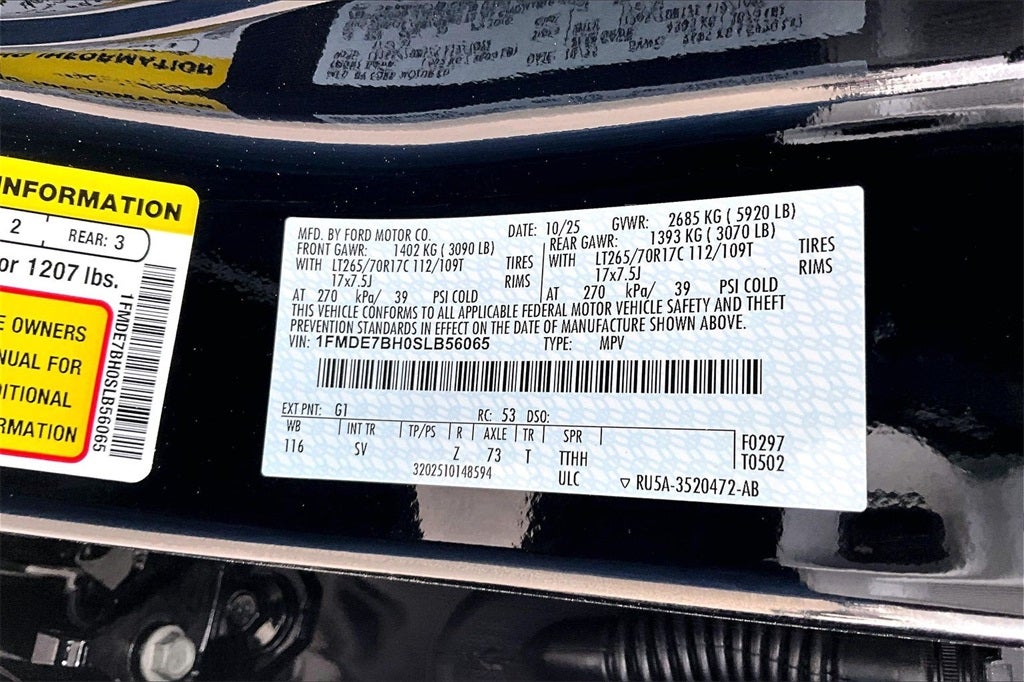 INFORMATION
2 REAR: 3
or 1207 lbs.
E OWNERS
NUAL FOR
DITIONAL
RMATION
1FMDE7BH0SLB56065
MFD. BY FORD MOTOR CO. DATE: 10/25 GVWR: 2685 KG ( 5920 LB)
FRONT GAWR: 1402 KG ( 3090 LB) REAR GAWR: 1393 KG ( 3070 LB)
WITH LT265/70R17C 112/109T TIRES WITH LT265/70R17C 112/109T TIRES
17x7.5J RIMS 17x7.5J RIMS
AT 270 kPa/ 39 PSI COLD AT 270 kPa/ 39 PSI COLD
THIS VEHICLE CONFORMS TO ALL APPLICABLE FEDERAL MOTOR VEHICLE SAFETY AND THEFT
PREVENTION STANDARDS IN EFFECT ON THE DATE OF MANUFACTURE SHOWN ABOVE.
VIN: 1FMDE7BH0SLB56065 TYPE: MPV
EXT PNT: G1 RC: 53 DSO:
WB INT TR TP/PS R AXLE TR SPR F0297
116 SV Z 73 T TTHH T0502
3202510148594 ULC RU5A-3520472-AB